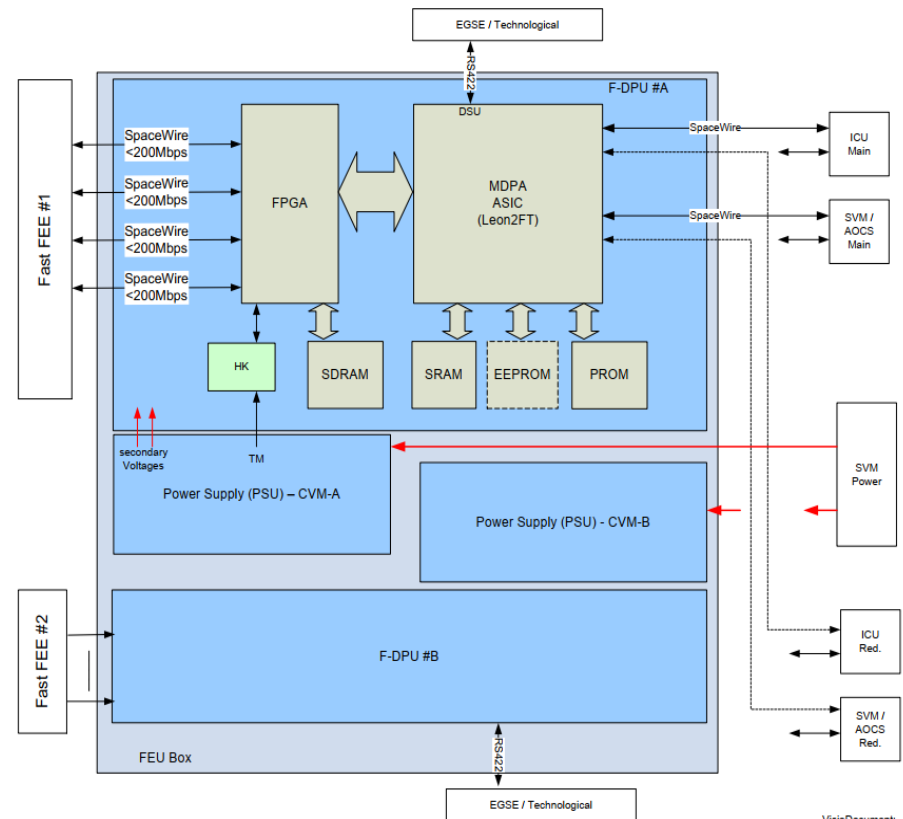 EGSE / Technological
RS422
F-DPU #A
DSU
Fast FEE #1
SpaceWire
<200Mbps
SpaceWire
<200Mbps
SpaceWire
<200Mbps
SpaceWire
<200Mbps
FPGA
MDPA
ASIC
(Leon2FT)
SpaceWire
ICU
Main
SpaceWire
SVM /
AOCS
Main
HK
SDRAM
SRAM
EEPROM
PROM
secondary
Voltages
TM
Power Supply (PSU) – CVM-A
SVM
Power
Power Supply (PSU) - CVM-B
Fast FEE #2
F-DPU #B
ICU
Red.
SVM /
AOCS
Red.
FEU Box
RS422
EGSE / Technological